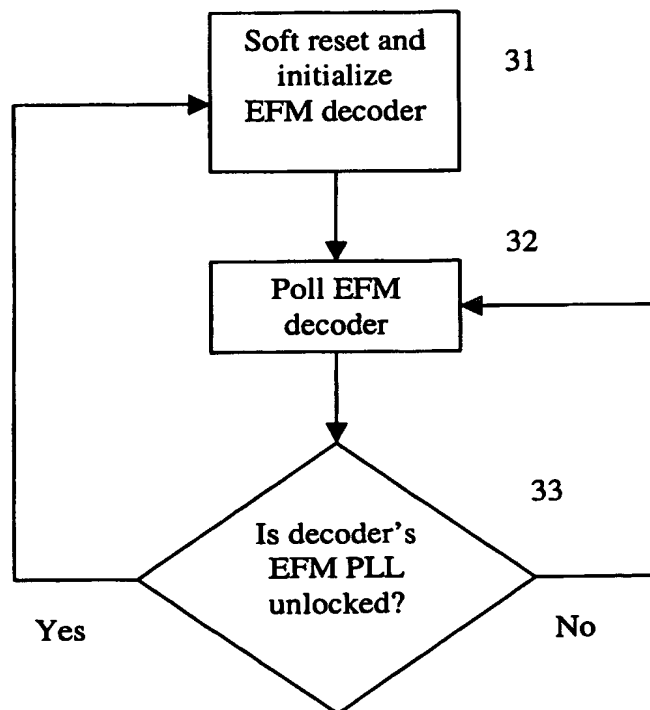 Soft reset and
initialize
EFM decoder
31
32
Poll EFM
decoder
33
Is decoder's
EFM PLL
unlocked?
Yes
No